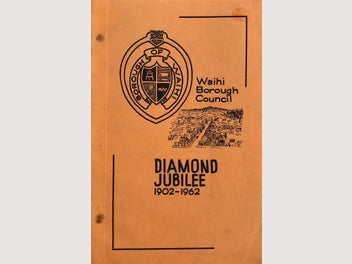 BOROUGH OF WAIHI
Waihi
Borough
Council
DIAMOND
JUBILEE
1902-1962